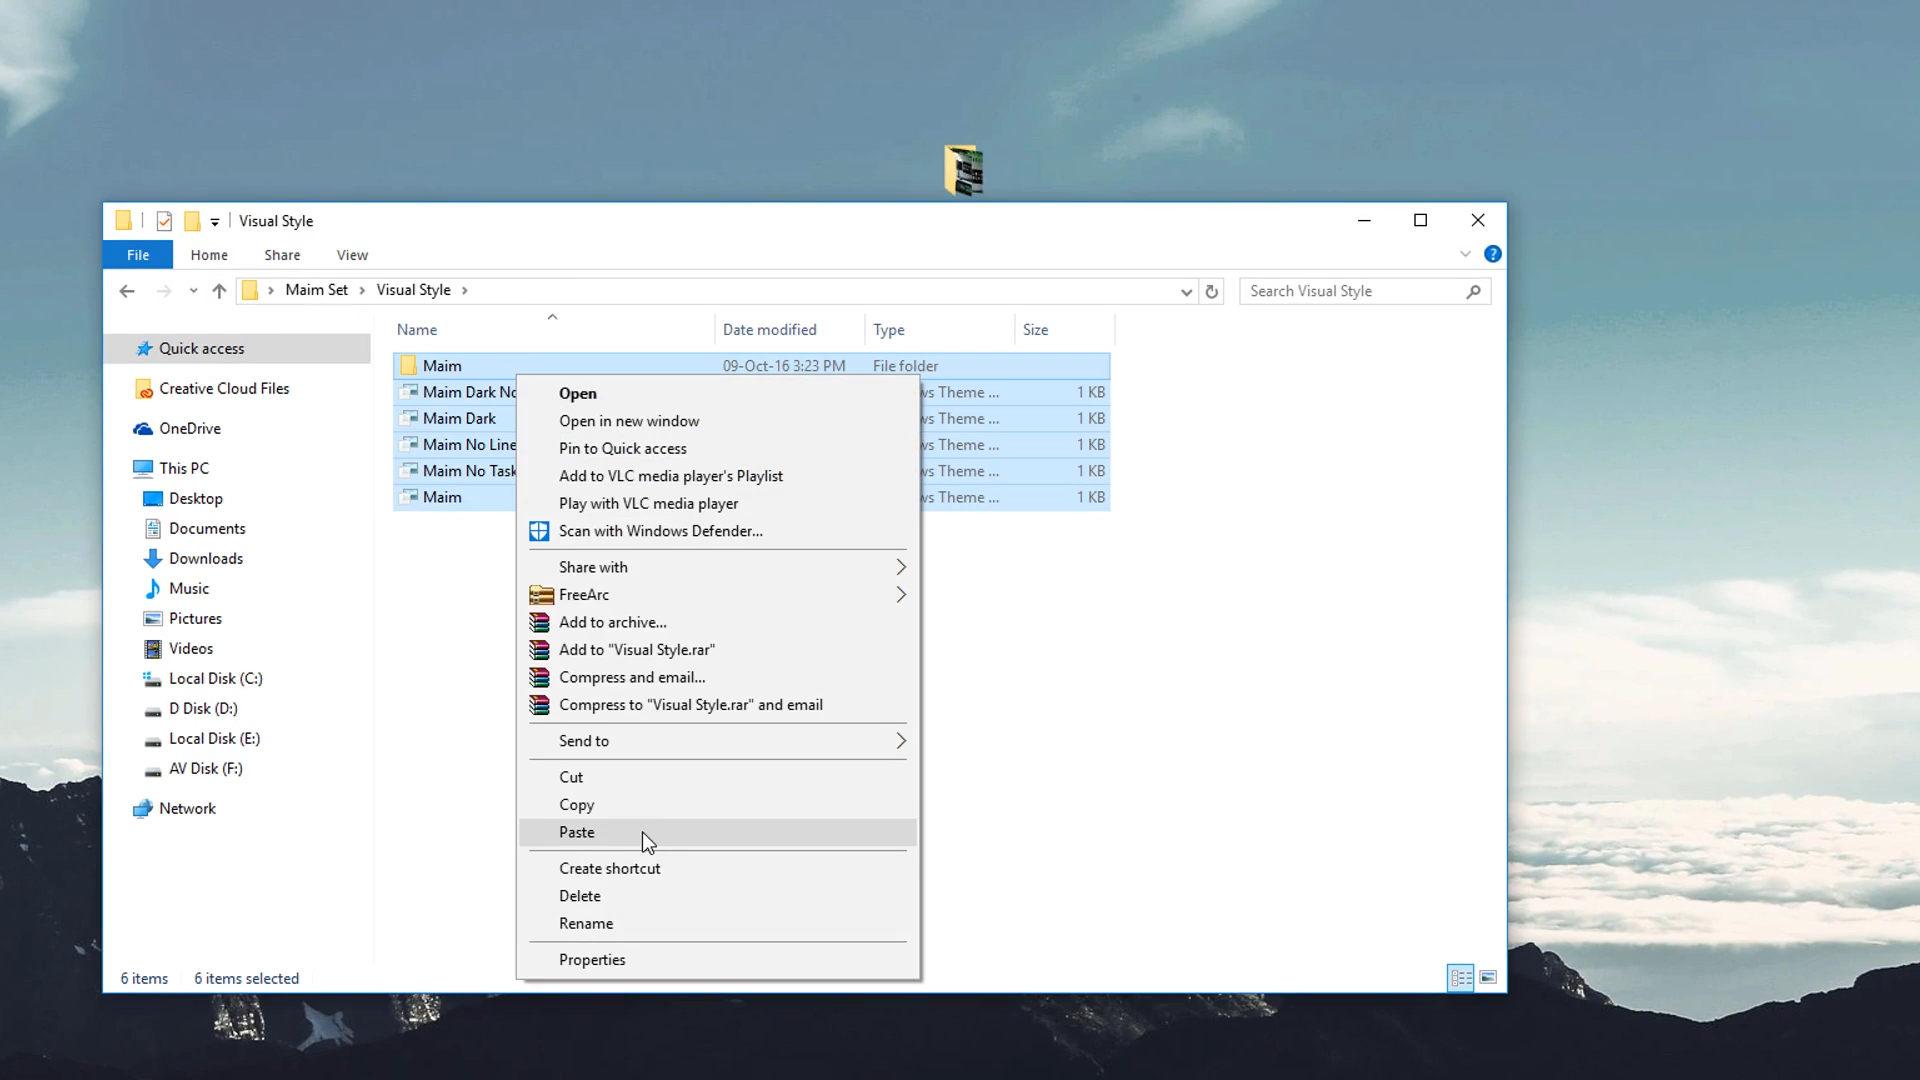 Visual Style
File Home Share View
Maim Set Visual Style
Search Visual Style
Name Date modified Type Size
Quick access
Creative Cloud Files
OneDrive
This PC
Desktop
Documents
Downloads
Music
Pictures
Videos
Local Disk (C:)
D Disk (D:)
Local Disk (E:)
AV Disk (F:)
Network
Maim 09-Oct-16 3:23 PM File folder
Maim Dark No ws Theme ... 1 KB
Maim Dark ws Theme ... 1 KB
Maim No Line ws Theme ... 1 KB
Maim No Task ws Theme ... 1 KB
Maim ws Theme ... 1 KB
Open
Open in new window
Pin to Quick access
Add to VLC media player's Playlist
Play with VLC media player
Scan with Windows Defender...
Share with
FreeArc
Add to archive...
Add to "Visual Style.rar"
Compress and email...
Compress to "Visual Style.rar" and email
Send to
Cut
Copy
Paste
Create shortcut
Delete
Rename
Properties
6 items 6 items selected